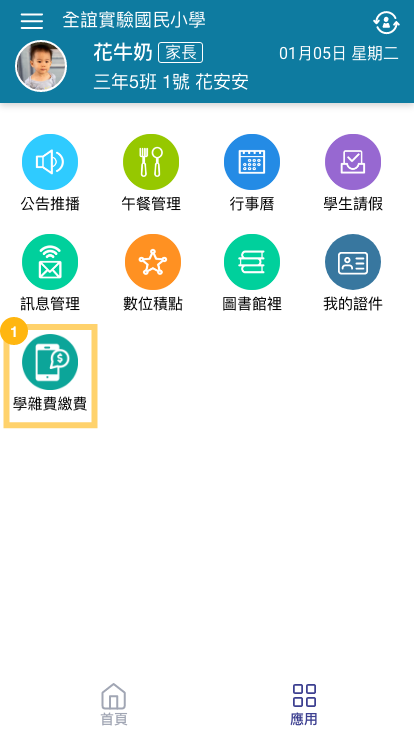 全誼實驗國民小學
花牛奶 家長 01月05日 星期二
三年5班 1號 花安安
公告推播 午餐管理 行事曆 學生請假
訊息管理 數位積點 圖書館裡 我的證件
1
$
學雜費繳費
首頁 應用